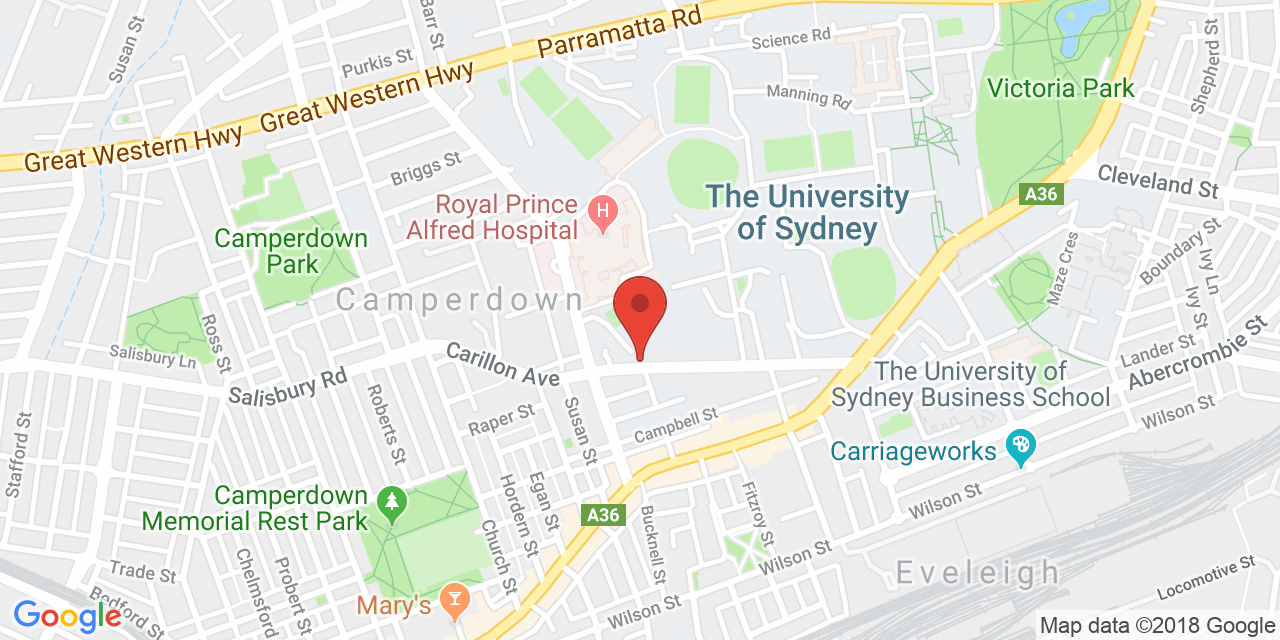 Susan St
Barr St
Purkis St
Parramatta Rd
Science Rd
Great Western Hwy
Great Western Hwy
Manning Rd
Victoria Park
Shepherd St
Briggs St
Cleveland St
A36
Royal Prince
Alfred Hospital
H
The University
of Sydney
Camperdown
Park
Maze Cres
Boundary St
Ivy Ln
Ivy St
Camperdown
Ross St
Salisbury Ln
Salisbury Rd
Carillon Ave
Lander St
Abercrombie St
The University of
Sydney Business School
Wilson St
Stafford St
Roberts St
Raper St
Susan St
Campbell St
Carriageworks
Camperdown
Memorial Rest Park
Hordern St
Egan St
Church St
A36
Bucknell St
Fitzroy St
Wilson St
Wilson St
Eveleigh
Locomotive St
Trade St
Bedford St
Chelmsford
Probert St
Mary's
Wilson St
Google
Map data ©2018 Google